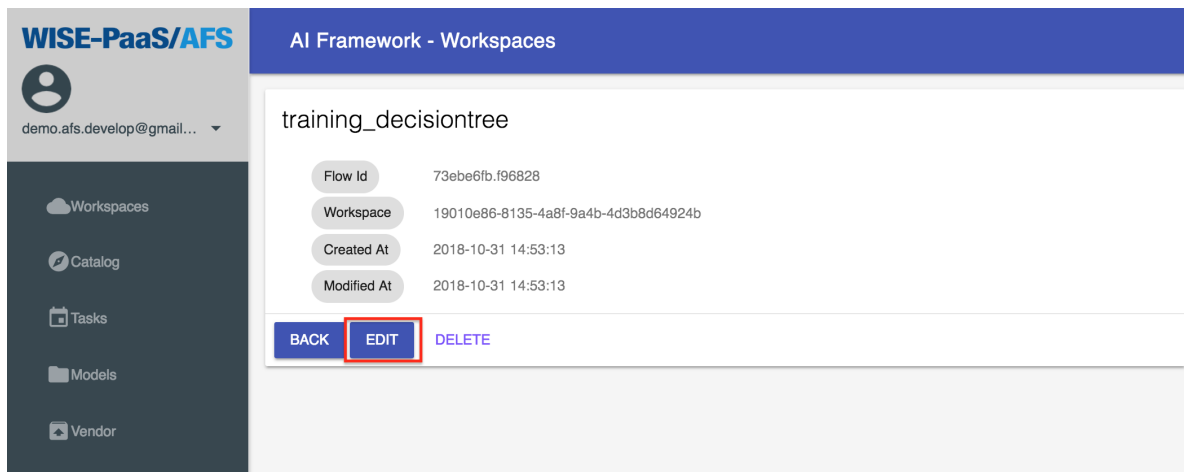 WISE-PaaS/AFS
demo.afs.develop@gmail...
Workspaces
Catalog
Tasks
Models
Vendor
AI Framework - Workspaces
training_decisiontree
Flow Id 73ebe6fb.f96828
Workspace 19010e86-8135-4a8f-9a4b-4d3b8d64924b
Created At 2018-10-31 14:53:13
Modified At 2018-10-31 14:53:13
BACK EDIT DELETE